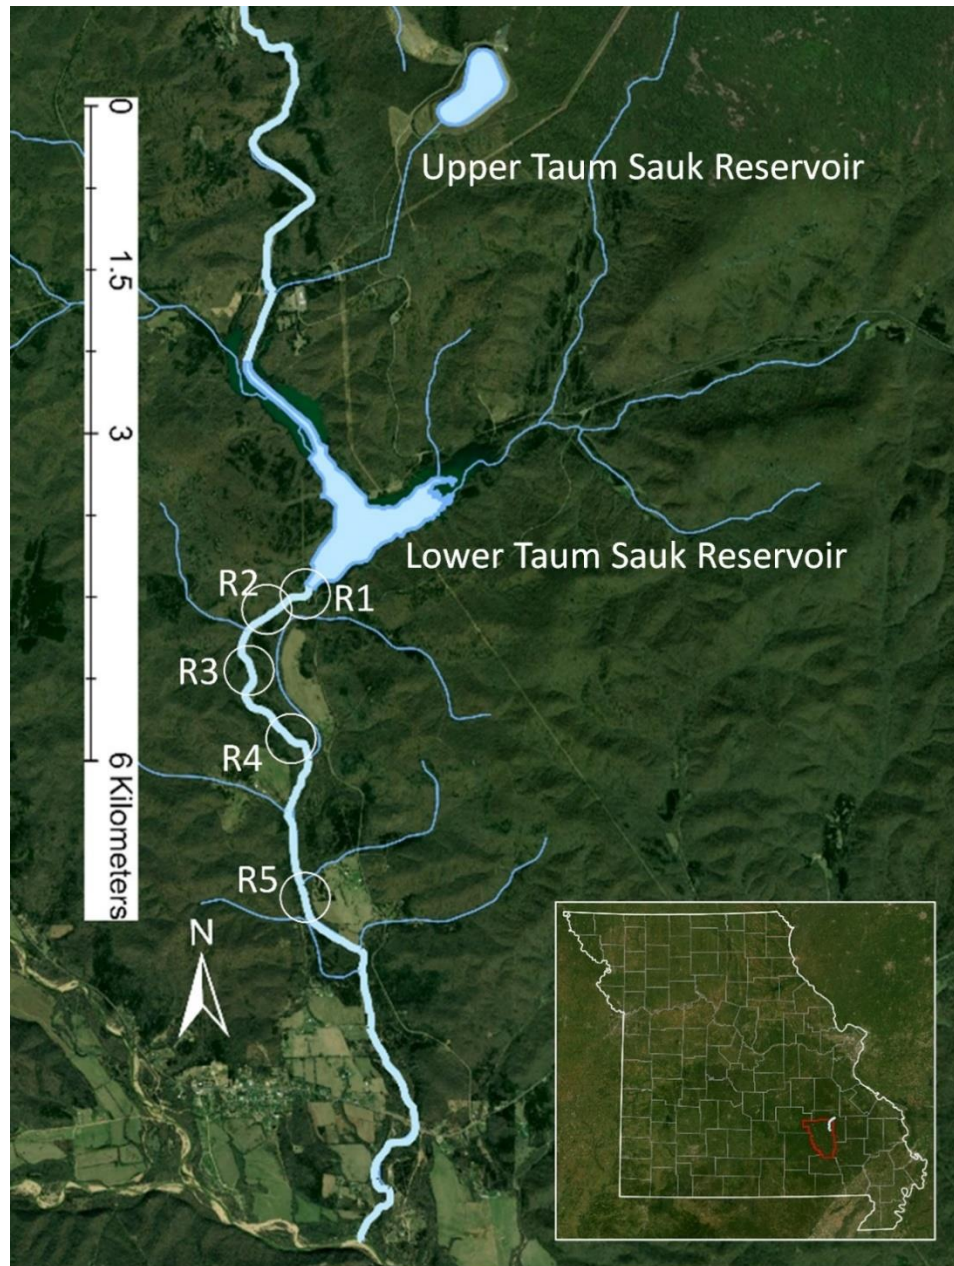 0
1.5
3
6 Kilometers
Upper Taum Sauk Reservoir
Lower Taum Sauk Reservoir
R2
R1
R3
R4
R5
N